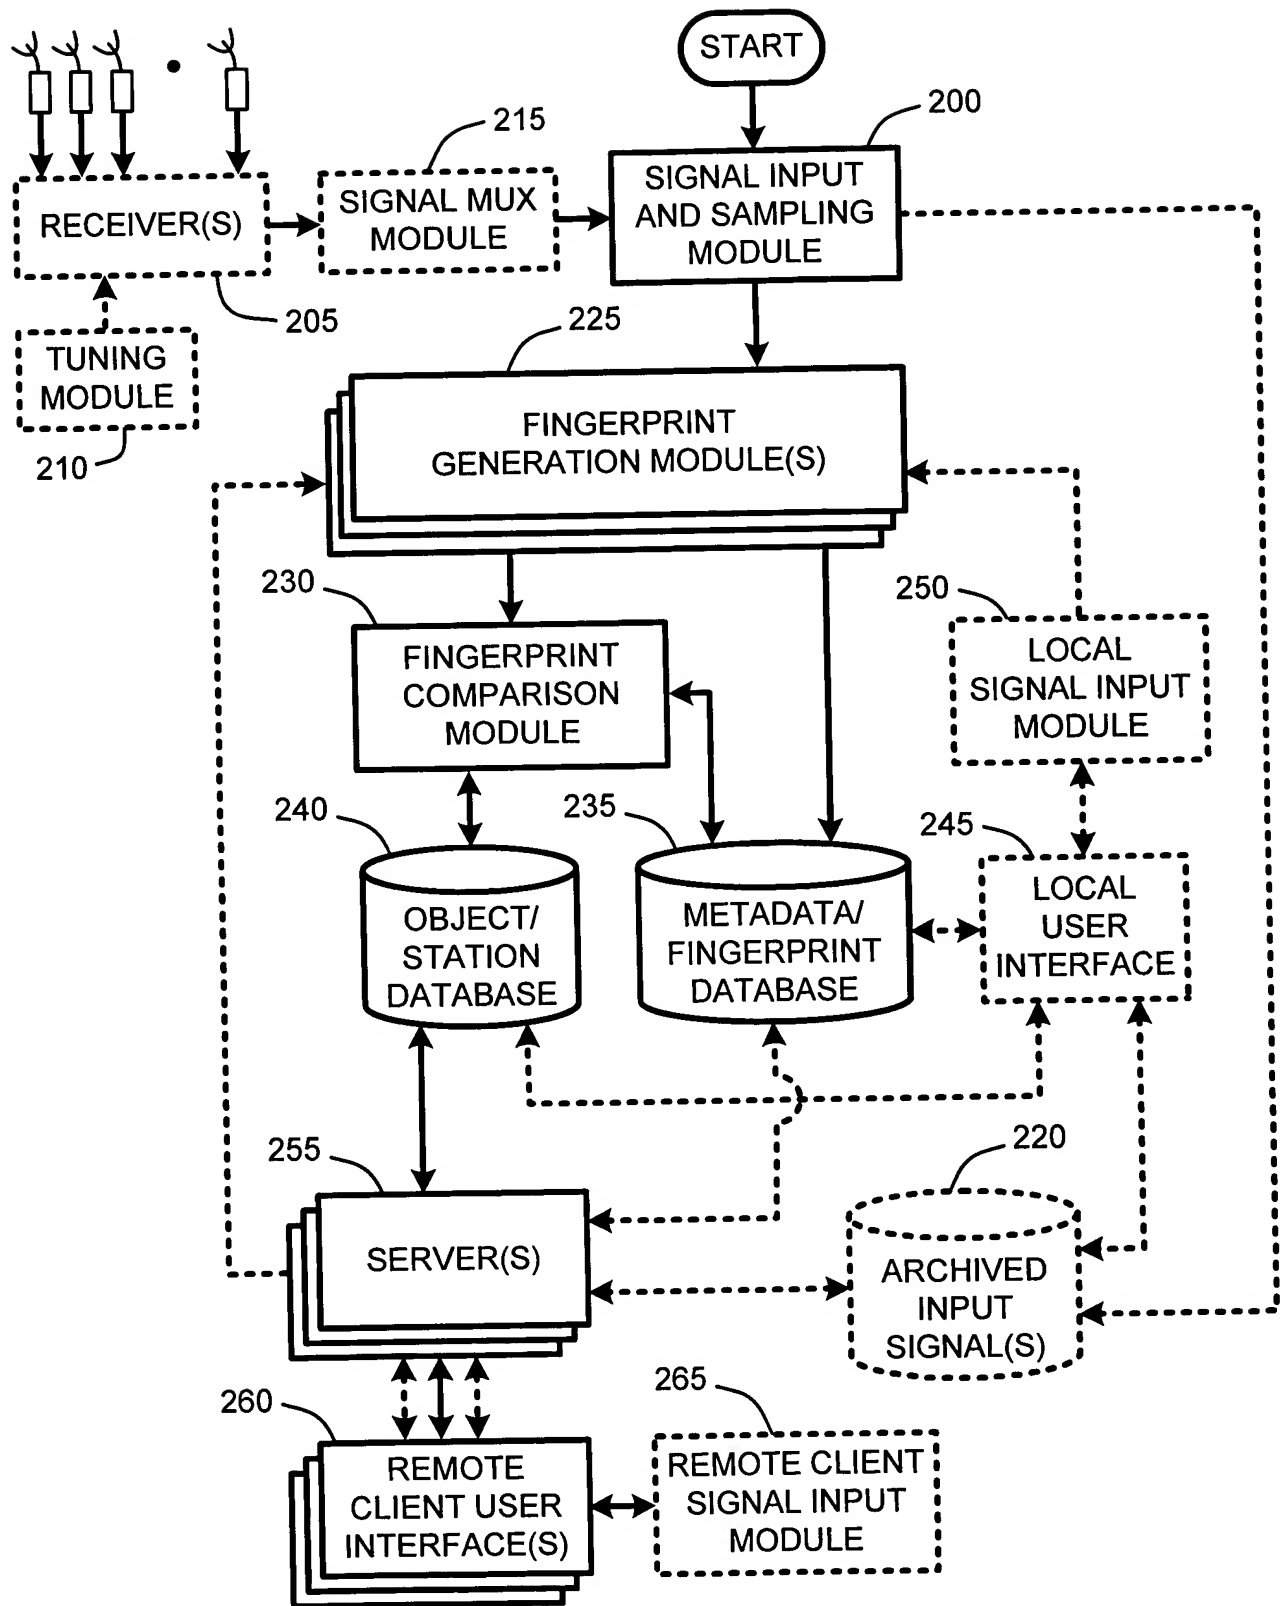 START
200
215
SIGNAL INPUT
AND SAMPLING
MODULE
SIGNAL MUX
MODULE
RECEIVER(S)
205
225
TUNING
MODULE
210
FINGERPRINT
GENERATION MODULE(S)
230
250
FINGERPRINT
COMPARISON
MODULE
LOCAL
SIGNAL INPUT
MODULE
240
235
245
OBJECT/
STATION
DATABASE
METADATA/
FINGERPRINT
DATABASE
LOCAL
USER
INTERFACE
255
220
SERVER(S)
ARCHIVED
INPUT
SIGNAL(S)
260
265
REMOTE
CLIENT USER
INTERFACE(S)
REMOTE CLIENT
SIGNAL INPUT
MODULE